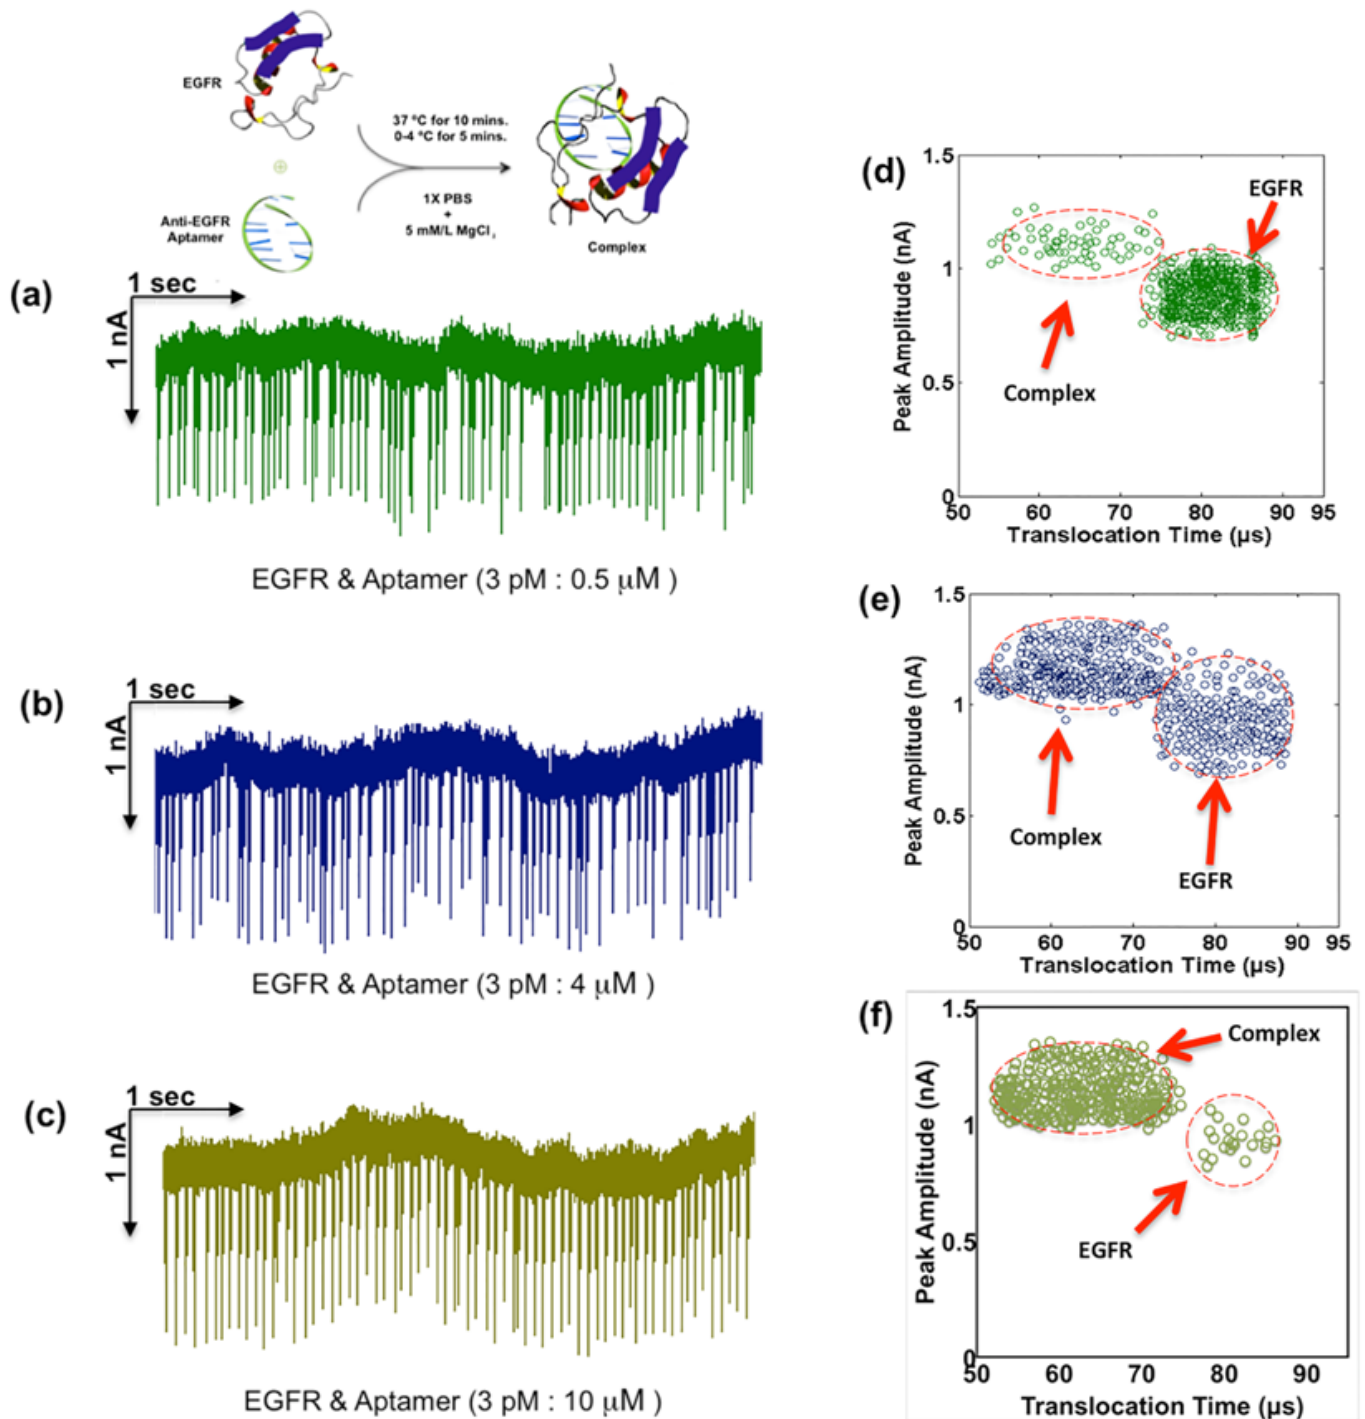 EGFR
Anti-EGFR
Aptamer
37 °C for 10 mins.
0-4 °C for 5 mins.
1X PBS
+
5 mM/L MgCl₂
Complex
(a)
1 sec
1 nA
EGFR & Aptamer (3 pM : 0.5 μM )
(b)
1 sec
1 nA
EGFR & Aptamer (3 pM : 4 μM )
(c)
1 sec
1 nA
EGFR & Aptamer (3 pM : 10 μM )
(d)
Peak Amplitude (nA)
1.5
1
0.5
0
EGFR
Complex
50 60 70 80 90 95
Translocation Time (μs)
(e)
Peak Amplitude (nA)
1.5
1
0.5
0
Complex
EGFR
50 60 70 80 90 95
Translocation Time (μs)
(f)
Peak Amplitude (nA)
1.5
1
0.5
0
Complex
EGFR
50 60 70 80 90
Translocation Time (μs)